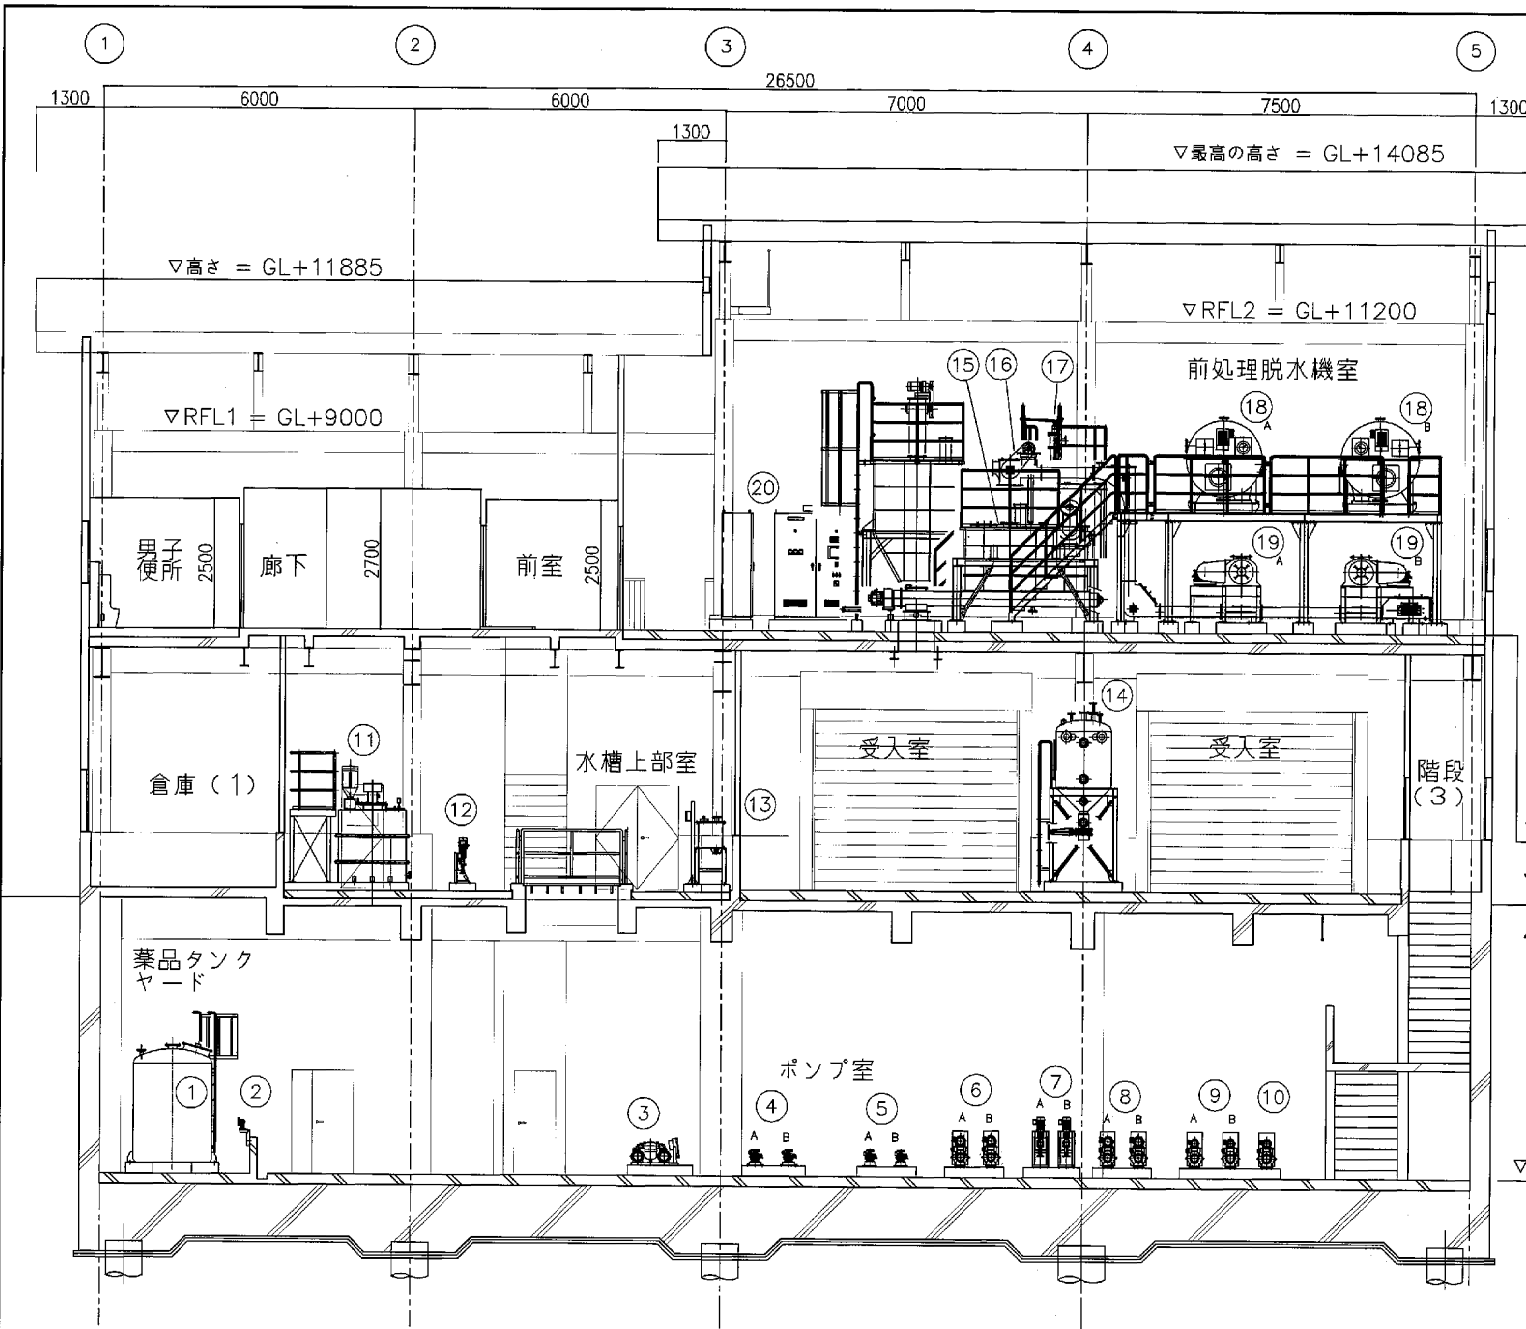 1
2
3
4
5
26500
1300
6000
6000
7000
7500
1300
1300
▽最高の高さ = GL+14085
▽高さ = GL+11885
▽RFL2 = GL+11200
前処理脱水機室
▽RFL1 = GL+9000
15
16
17
18
A
18
B
20
19
A
19
B
男子
便所
2500
廊下
2700
前室
2500
14
11
水槽上部室
受入室
受入室
倉庫(1)
階段
(3)
12
13
薬品タンク
ヤード
ポンプ室
1
2
3
4
A
B
5
A
B
6
A
B
7
A
B
8
A
B
9
A
B
10
▽